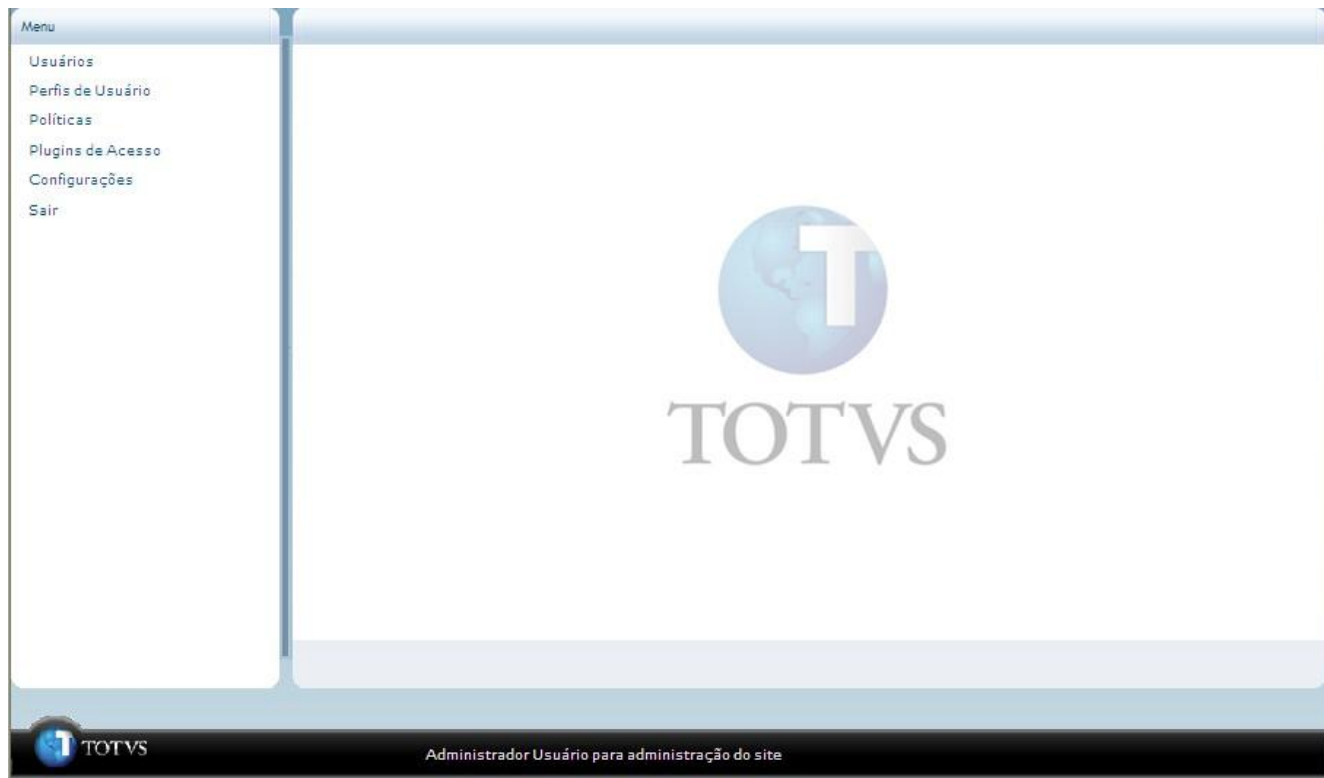 Menu
Usuários
Perfis de Usuário
Políticas
Plugins de Acesso
Configurações
Sair
T
TOTVS
T TOTVS
Administrador Usuário para administração do site